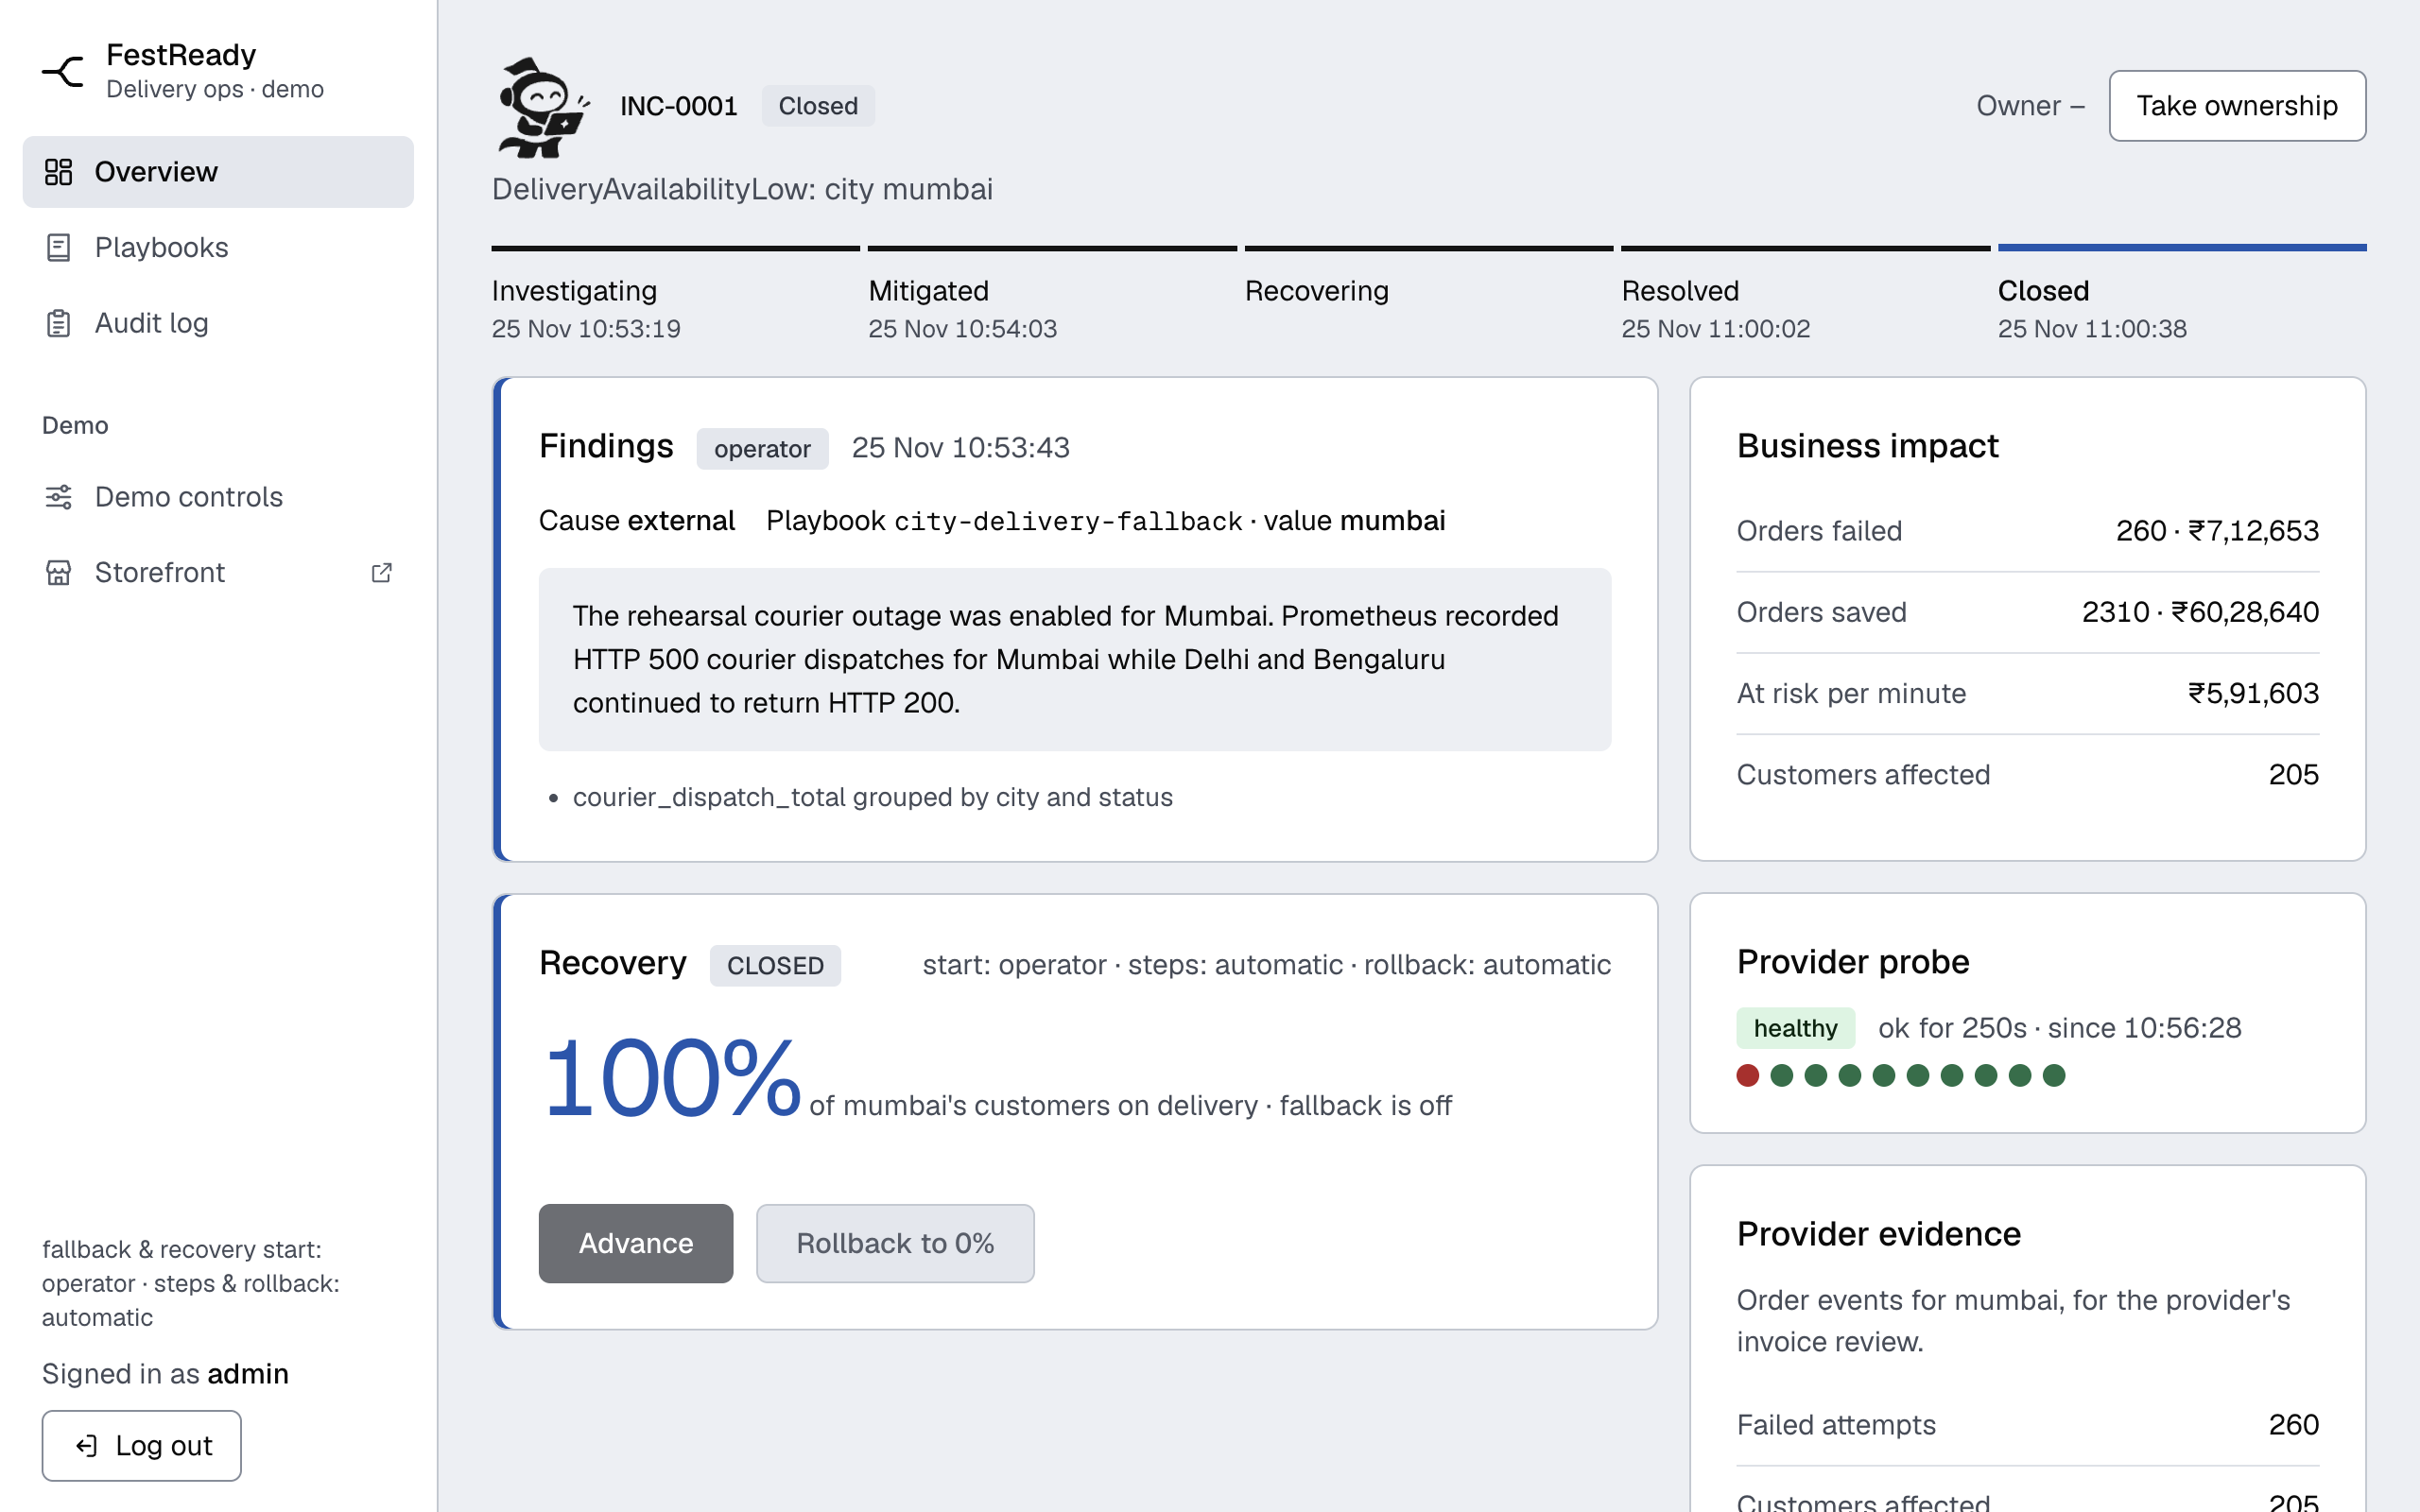 FestReady
Delivery ops · demo
Overview
Playbooks
Audit log
Demo
Demo controls
Storefront
fallback & recovery start:
operator · steps & rollback:
automatic
Signed in as admin
Log out
INC-0001 Closed
Owner – Take ownership
DeliveryAvailabilityLow: city mumbai
Investigating
25 Nov 10:53:19
Mitigated
25 Nov 10:54:03
Recovering
Resolved
25 Nov 11:00:02
Closed
25 Nov 11:00:38
Findings operator 25 Nov 10:53:43
Cause external Playbook city-delivery-fallback · value mumbai
The rehearsal courier outage was enabled for Mumbai. Prometheus recorded
HTTP 500 courier dispatches for Mumbai while Delhi and Bengaluru
continued to return HTTP 200.
• courier_dispatch_total grouped by city and status
Recovery CLOSED start: operator · steps: automatic · rollback: automatic
100% of mumbai's customers on delivery · fallback is off
Advance Rollback to 0%
Business impact
Orders failed 260 · ₹7,12,653
Orders saved 2310 · ₹60,28,640
At risk per minute ₹5,91,603
Customers affected 205
Provider probe
healthy ok for 250s · since 10:56:28
Provider evidence
Order events for mumbai, for the provider's
invoice review.
Failed attempts 260
Customers affected 205